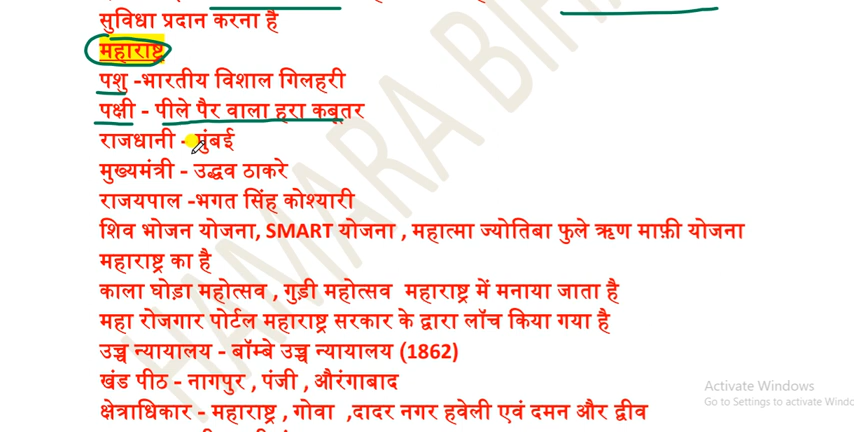 सुविधा प्रदान करना है
महाराष्ट्र
पशु -भारतीय विशाल गिलहरी
पक्षी - पीले पैर वाला हरा कबूतर
राजधानी - मुंबई
मुख्यमंत्री - उद्धव ठाकरे
राजयपाल -भगत सिंह कोश्यारी
शिव भोजन योजना, SMART योजना , महात्मा ज्योतिबा फुले ऋण माफ़ी योजना
महाराष्ट्र का है
काला घोड़ा महोत्सव , गुड़ी महोत्सव महाराष्ट्र में मनाया जाता है
महा रोजगार पोर्टल महाराष्ट्र सरकार के द्वारा लॉच किया गया है
उच्च न्यायालय - बॉम्बे उच्च न्यायालय (1862)
खंड पीठ - नागपुर , पंजी , औरंगाबाद
क्षेत्राधिकार - महाराष्ट्र , गोवा ,दादर नगर हवेली एवं दमन और द्वीव
HAMARA
Activate Windows
Go to Settings to activate Windo